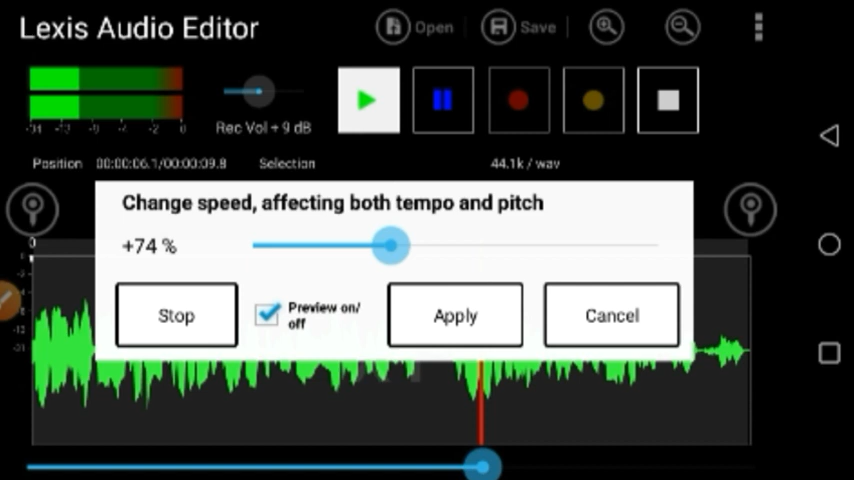 Lexis Audio Editor
Open
Save
Rec Vol + 9 dB
Position 00:00:06.1/00:00:09.8 Selection 44.1k / wav
Change speed, affecting both tempo and pitch
+74 %
Stop
Preview on/
off
Apply
Cancel
0